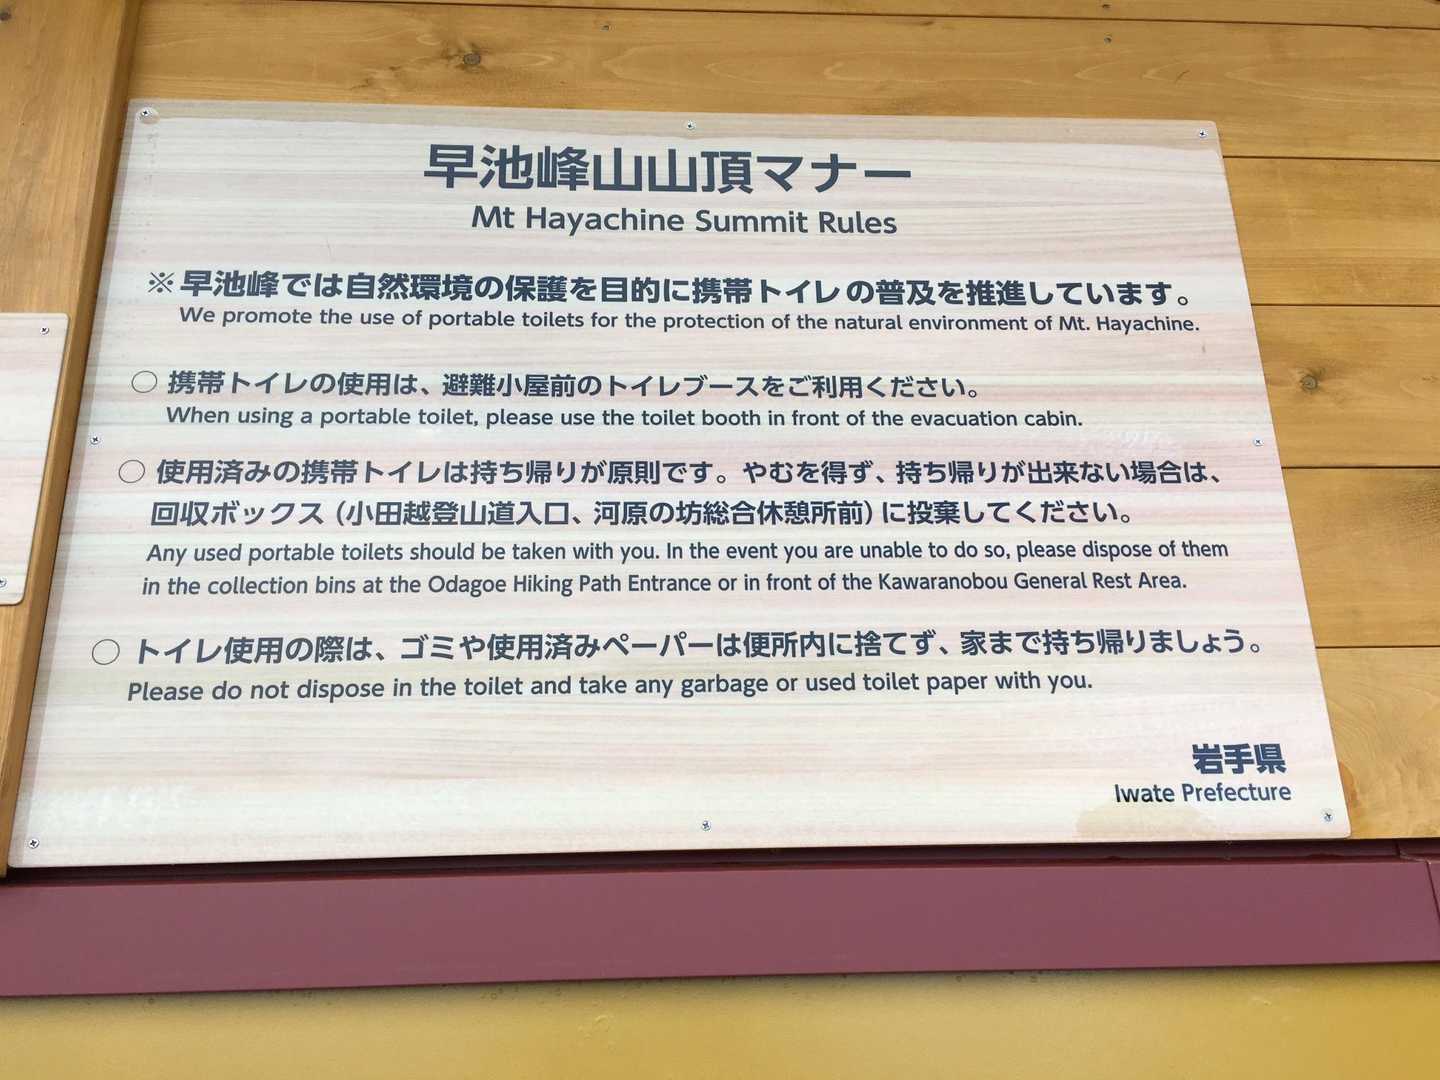 早池峰山山頂マナー
Mt Hayachine Summit Rules
※早池峰では自然環境の保護を目的に携帯トイレの普及を推進しています。
We promote the use of portable toilets for the protection of the natural environment of Mt. Hayachine.
○ 携帯トイレの使用は、避難小屋前のトイレブースをご利用ください。
When using a portable toilet, please use the toilet booth in front of the evacuation cabin.
○ 使用済みの携帯トイレは持ち帰りが原則です。やむを得ず、持ち帰りが出来ない場合は、
回収ボックス（小田越登山道入口、河原の坊総合休憩所前）に投棄してください。
Any used portable toilets should be taken with you. In the event you are unable to do so, please dispose of them
in the collection bins at the Odagoe Hiking Path Entrance or in front of the Kawaranobou General Rest Area.
○ トイレ使用の際は、ゴミや使用済みペーパーは便所内に捨てず、家まで持ち帰りましょう。
Please do not dispose in the toilet and take any garbage or used toilet paper with you.
岩手県
Iwate Prefecture